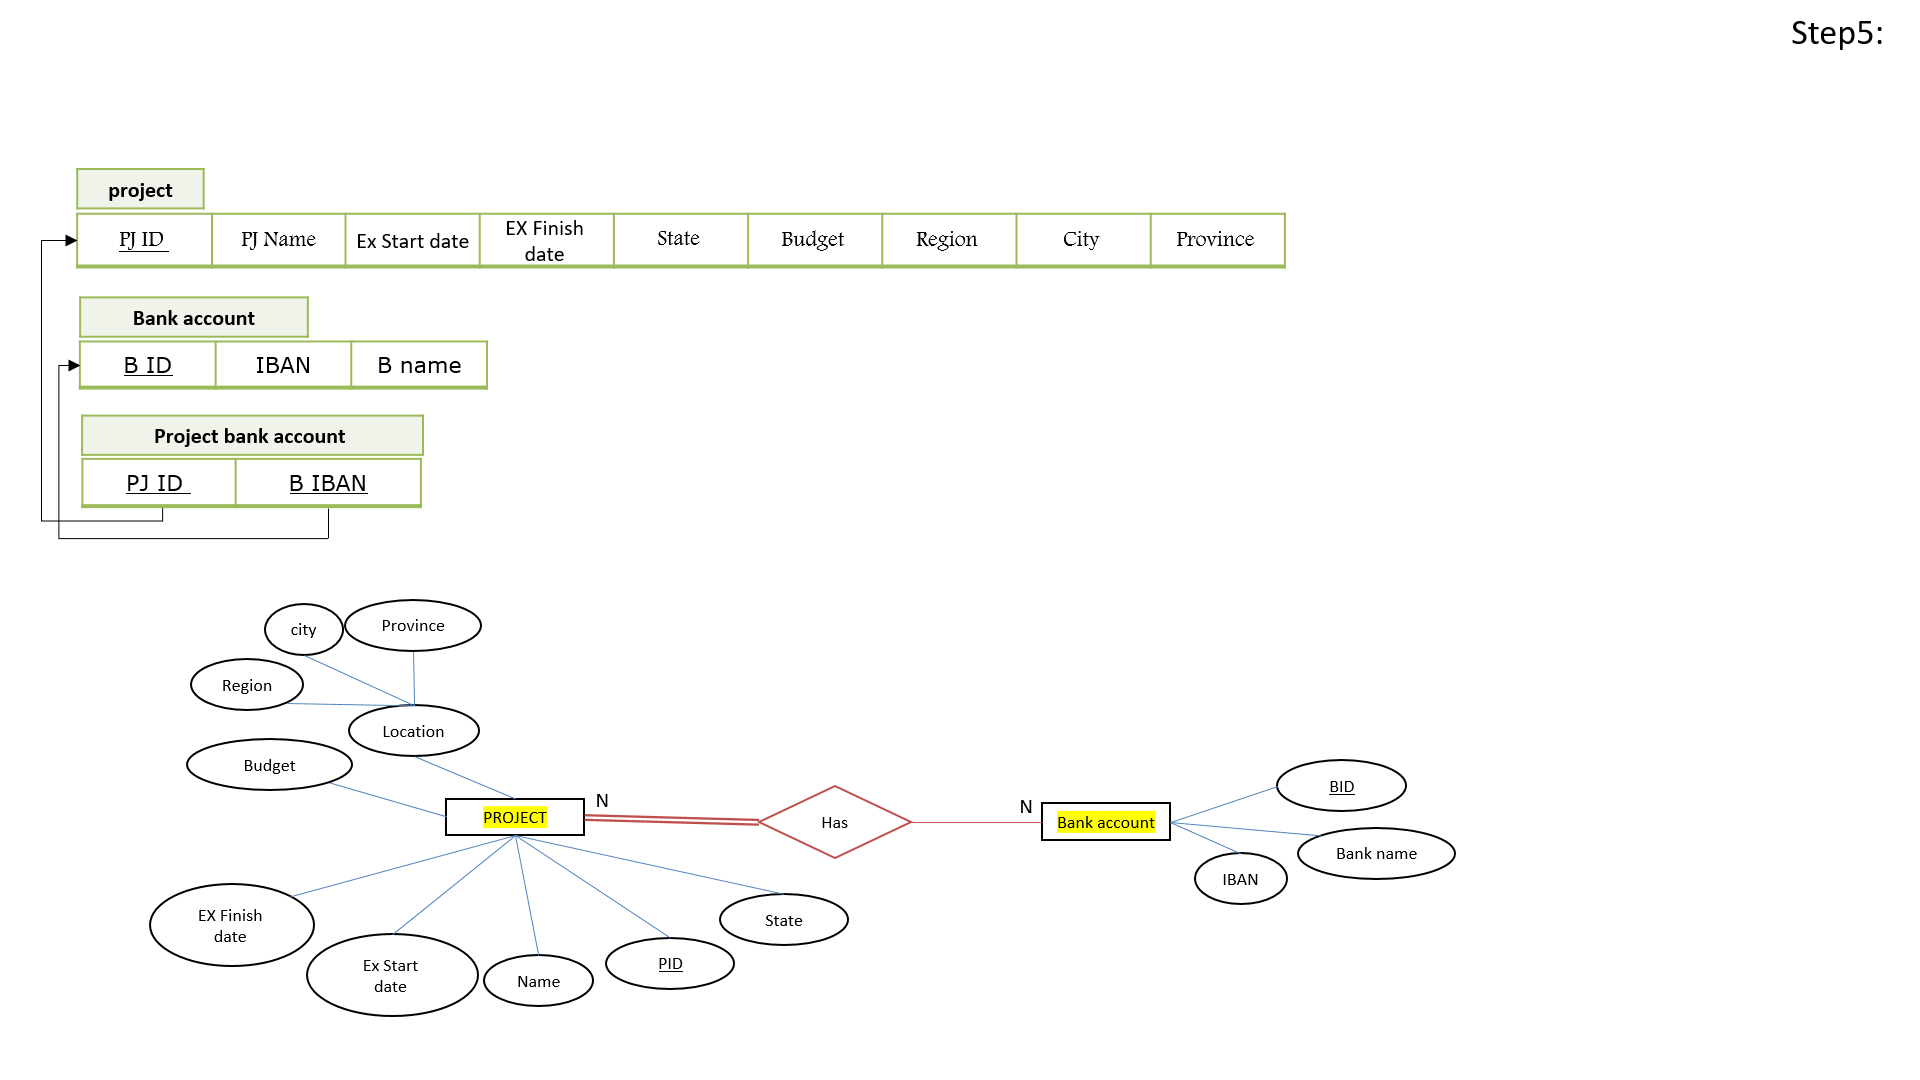 Step5:
project
PJ ID PJ Name Ex Start date EX Finish date State Budget Region City Province
Bank account
B ID IBAN B name
Project bank account
PJ ID B IBAN
city
Province
Region
Location
Budget
PROJECT
N
Has
N
Bank account
BID
Bank name
IBAN
EX Finish
date
Ex Start
date
Name
PID
State